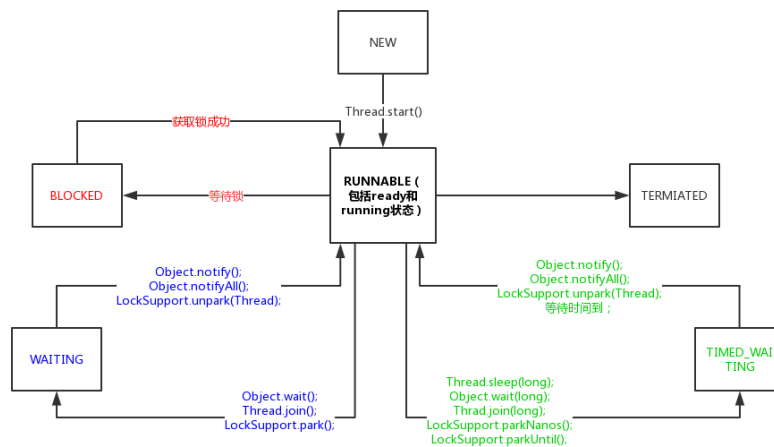 NEW
Thread.start()
获取锁成功
BLOCKED
等待锁
RUNNABLE（
包括ready和
running状态）
TERMIATED
Object.notify();
Object.notifyAll();
LockSupport.unpark(Thread);
Object.notify();
Object.notifyAll();
LockSupport.unpark(Thread);
等待时间到；
WAITING
TIMED_WAI
TING
Object.wait();
Thread.join();
LockSupport.park();
Thread.sleep(long);
Object.wait(long);
Thrad.join(long);
LockSupport.parkNanos();
LockSupport.parkUntil();